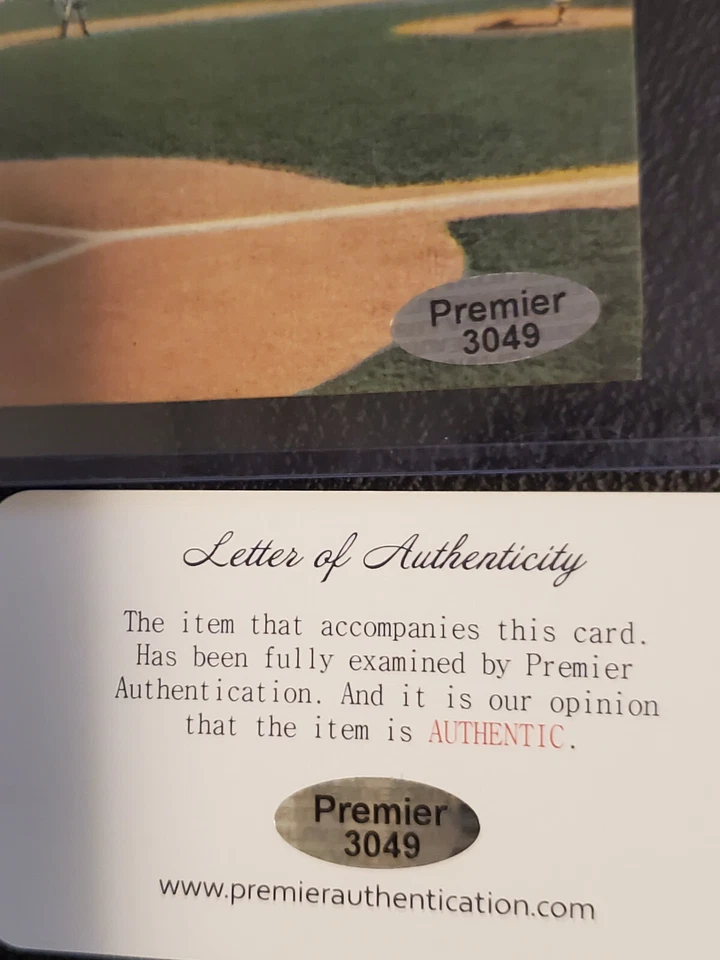 Premier
3049
Letter of Authenticity
The item that accompanies this card.
Has been fully examined by Premier
Authentication. And it is our opinion
that the item is AUTHENTIC.
Premier
3049
www.premierauthentication.com